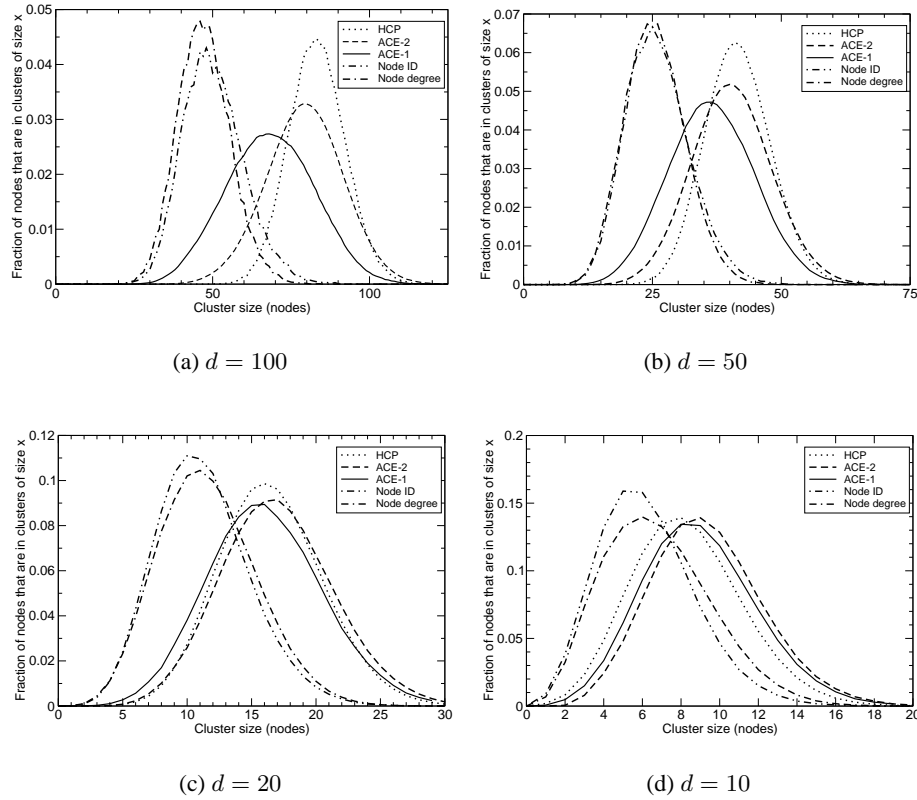 Fraction of nodes that are in clusters of size x
0.05
0.04
0.03
0.02
0.01
0
0
50
100
Cluster size (nodes)
HCP
ACE-2
ACE-1
Node ID
Node degree
(a) d = 100
Fraction of nodes that are in clusters of size x
0.07
0.06
0.05
0.04
0.03
0.02
0.01
0
0
25
50
75
Cluster size (nodes)
HCP
ACE-2
ACE-1
Node ID
Node degree
(b) d = 50
Fraction of nodes that are in clusters of size x
0.12
0.1
0.08
0.06
0.04
0.02
0
0
5
10
15
20
25
30
Cluster size (nodes)
HCP
ACE-2
ACE-1
Node ID
Node degree
(c) d = 20
Fraction of nodes that are in clusters of size x
0.2
0.15
0.1
0.05
0
0
2
4
6
8
10
12
14
16
18
20
Cluster size (nodes)
HCP
ACE-2
ACE-1
Node ID
Node degree
(d) d = 10